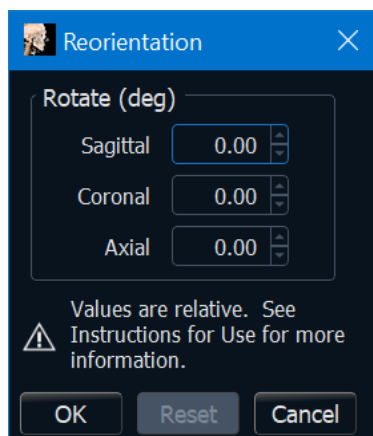 Reorientation
Rotate (deg)
Sagittal 0.00
Coronal 0.00
Axial 0.00
Values are relative. See
Instructions for Use for more
information.
OK Reset Cancel